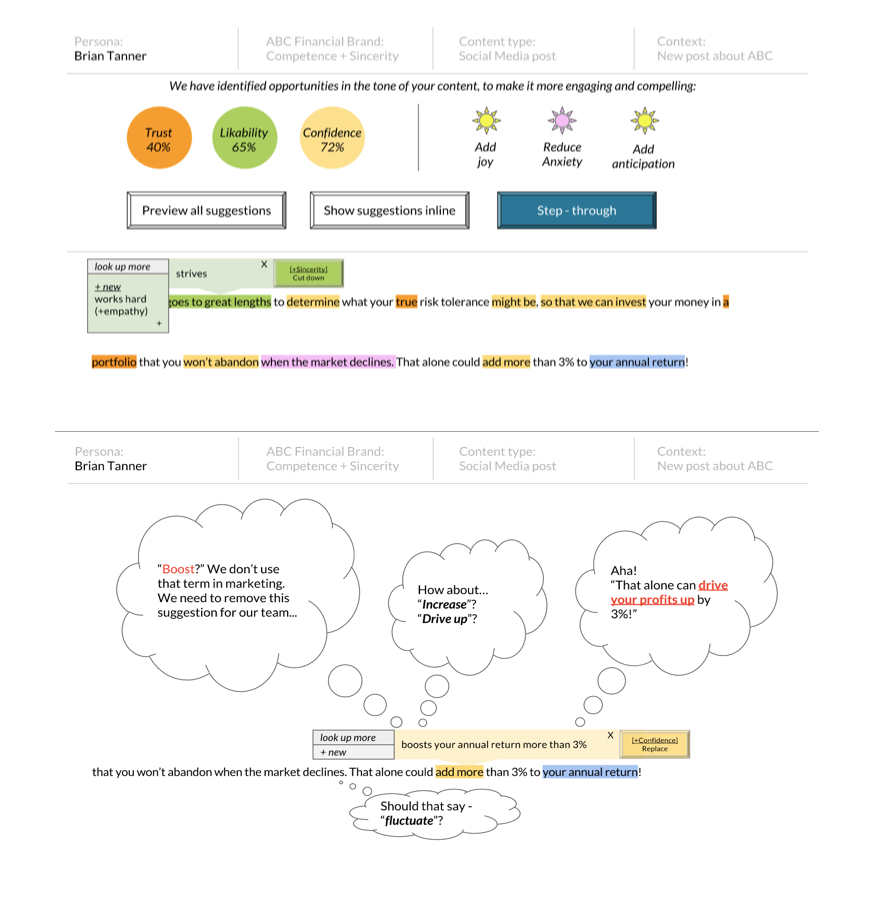 Persona:
Brian Tanner
ABC Financial Brand:
Competence + Sincerity
Content type:
Social Media post
Context:
New post about ABC
We have identified opportunities in the tone of your content, to make it more engaging and compelling:
Trust
40%
Likability
65%
Confidence
72%
Add
joy
Reduce
Anxiety
Add
anticipation
Preview all suggestions
Show suggestions inline
Step - through
look up more
+ new
works hard
(+empathy)
+
strives
X
[+Sincerity]
Cut down
goes to great lengths to determine what your true risk tolerance might be, so that we can invest your money in a
portfolio that you won't abandon when the market declines. That alone could add more than 3% to your annual return!
Persona:
Brian Tanner
ABC Financial Brand:
Competence + Sincerity
Content type:
Social Media post
Context:
New post about ABC
“Boost?” We don't use
that term in marketing.
We need to remove this
suggestion for our team...
How about...
“Increase”?
“Drive up”?
Aha!
“That alone can drive
your profits up by
3%!”
look up more
+ new
boosts your annual return more than 3%
X
[+Confidence]
Replace
that you won't abandon when the market declines. That alone could add more than 3% to your annual return!
Should that say -
“fluctuate”?